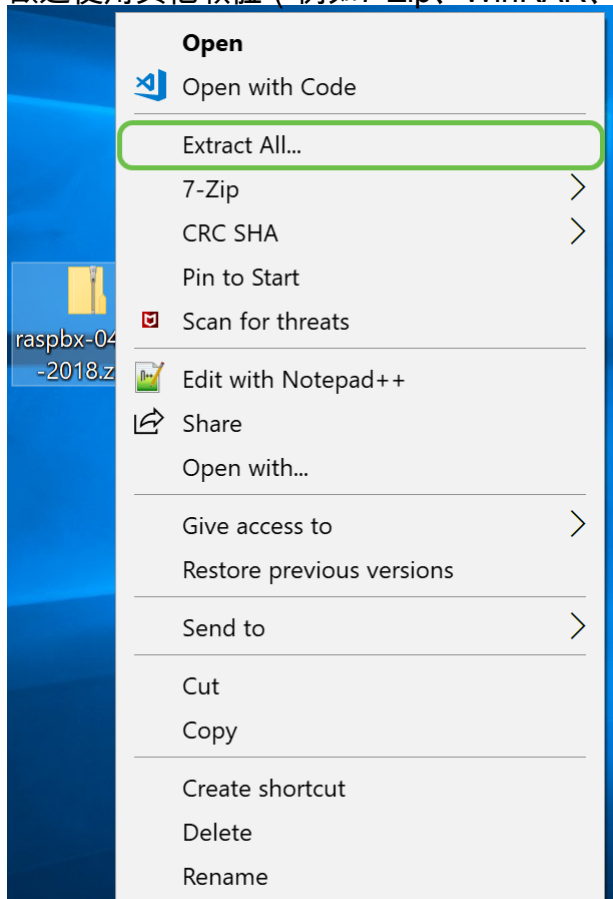 Open
Open with Code
Extract All...
7-Zip
CRC SHA
Pin to Start
Scan for threats
raspbx-04
-2018.z
Edit with Notepad++
Share
Open with...
Give access to
Restore previous versions
Send to
Cut
Copy
Create shortcut
Delete
Rename